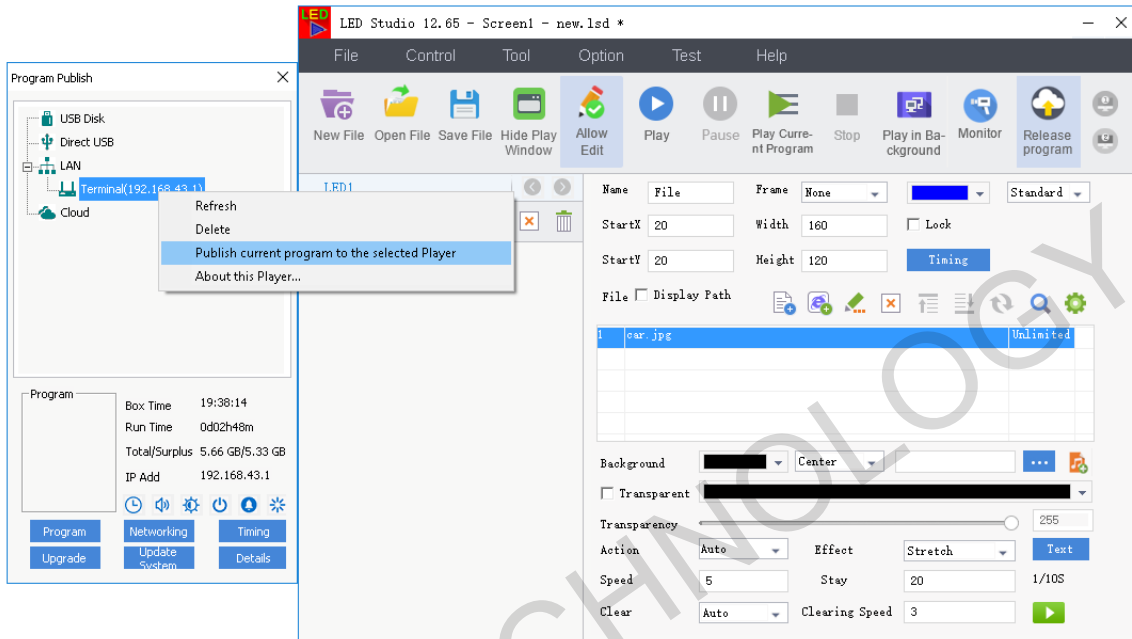 LED
LED Studio 12.65 - Screen1 - new.lsd *
File Control Tool Option Test Help
New File Open File Save File Hide Play Window Allow Edit Play Pause Play Curre-nt Program Stop Play in Ba-ckground Monitor Release program
Program Publish
USB Disk
Direct USB
LAN
Terminal(192.168.43.1)
Cloud
Refresh
Delete
Publish current program to the selected Player
About this Player...
Program
Box Time 19:38:14
Run Time 0d02h48m
Total/Surplus 5.66 GB/5.33 GB
IP Add 192.168.43.1
Program Networking Timing
Upgrade Update System Details
LED1
Name File Frame None Standard
StartX 20 Width 160 Lock
StartY 20 Height 120 Timing
File Display Path
1 car.jpg Unlimited
Background Center ...
Transparent
Transparency 255
Action Auto Effect Stretch Text
Speed 5 Stay 20 1/10S
Clear Auto Clearing Speed 3
CHNOLOGY